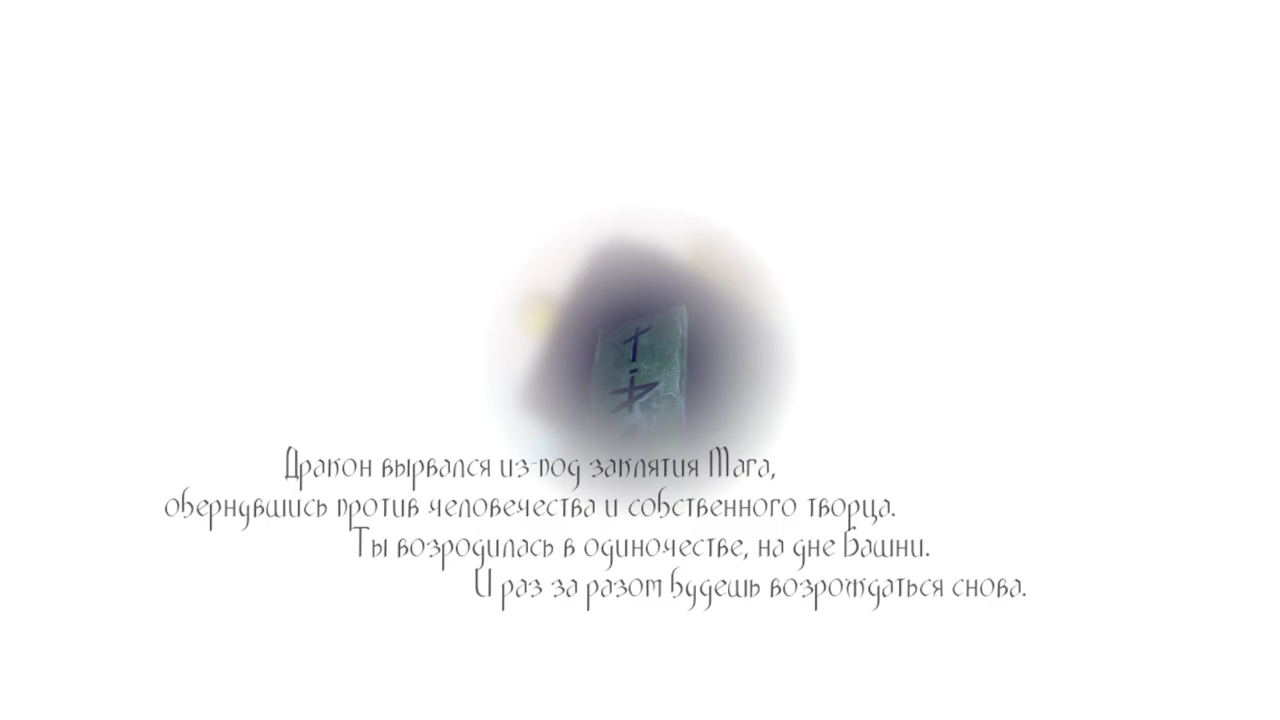 Дракон вырвался из-под заклятия Мага,
обернувшись против человечества и собственного творца.
Ты возродилась в одиночестве, на дне Башни.
И раз за разом будешь возрождаться снова.